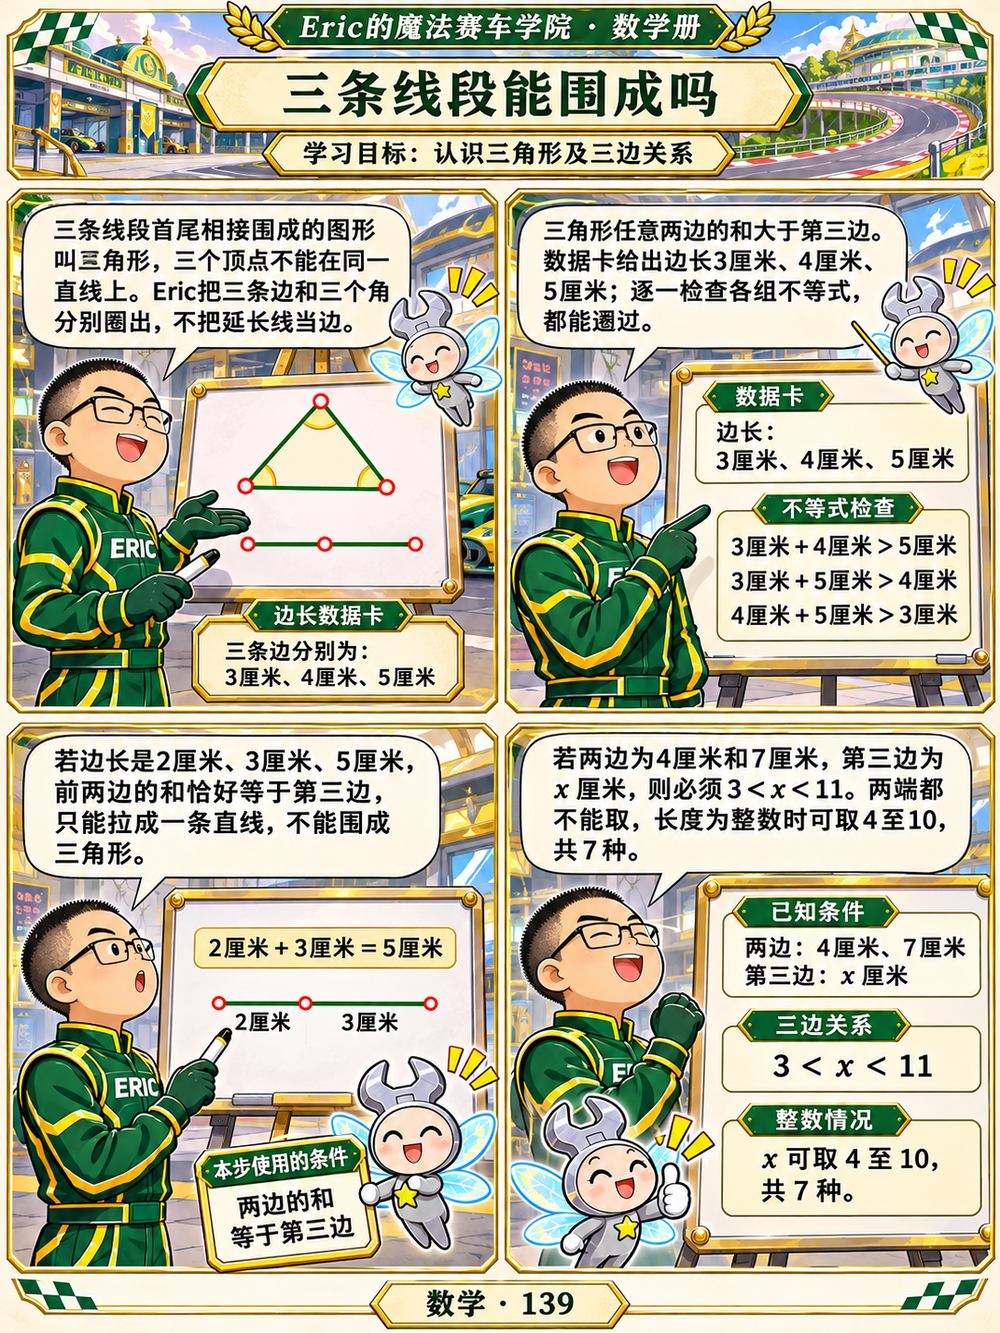 Eric的魔法赛车学院 · 数学册
三条线段能围成吗
学习目标：认识三角形及三边关系
三条线段首尾相接围成的图形
叫三角形，三个顶点不能在同一
直线上。Eric把三条边和三个角
分别圈出，不把延长线当边。
ERIC
边长数据卡
三条边分别为：
3厘米、4厘米、5厘米
三角形任意两边的和大于第三边。
数据卡给出边长3厘米、4厘米、
5厘米；逐一检查各组不等式，
都能通过。
数据卡
边长：
3厘米、4厘米、5厘米
不等式检查
3厘米＋4厘米＞5厘米
3厘米＋5厘米＞4厘米
4厘米＋5厘米＞3厘米
若边长是2厘米、3厘米、5厘米，
前两边的和恰好等于第三边，
只能拉成一条直线，不能围成
三角形。
2厘米＋3厘米＝5厘米
2厘米 3厘米
ERIC
本步使用的条件
两边的和
等于第三边
若两边为4厘米和7厘米，第三边为
x 厘米，则必须 3＜x＜11。两端都
不能取，长度为整数时可取4至10，
共7种。
已知条件
两边：4厘米、7厘米
第三边：x 厘米
三边关系
3 ＜ x ＜ 11
整数情况
x 可取 4 至 10，
共 7 种。
数学 · 139